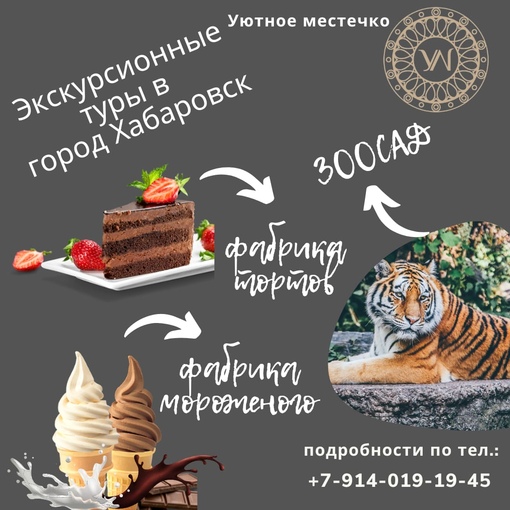 Уютное местечко
УМ
Экскурсионные
туры в
город Хабаровск
ЗООСАД
фабрика
тортов
фабрика
мороженого
подробности по тел.:
+7-914-019-19-45